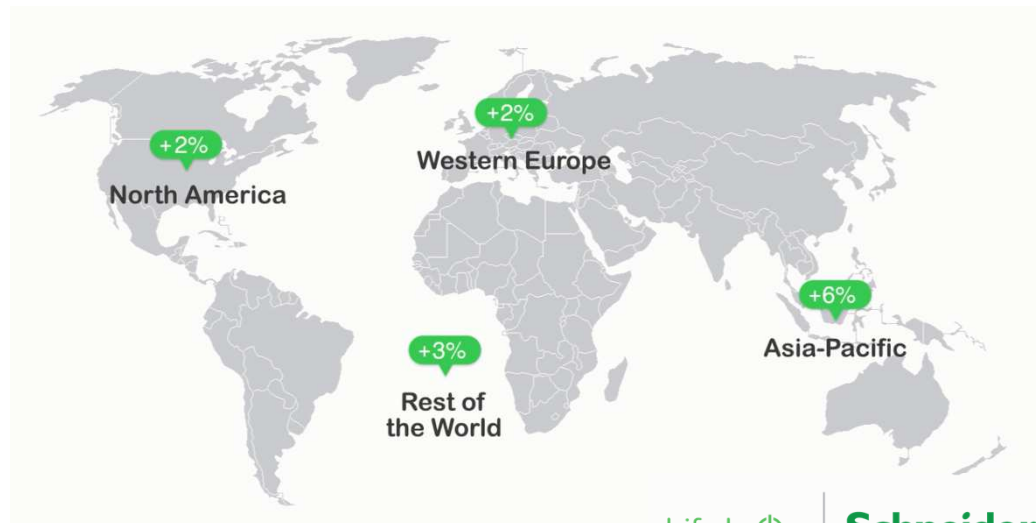 +2%
Western Europe
+2%
North America
+6%
Asia-Pacific
+3%
Rest of
the World